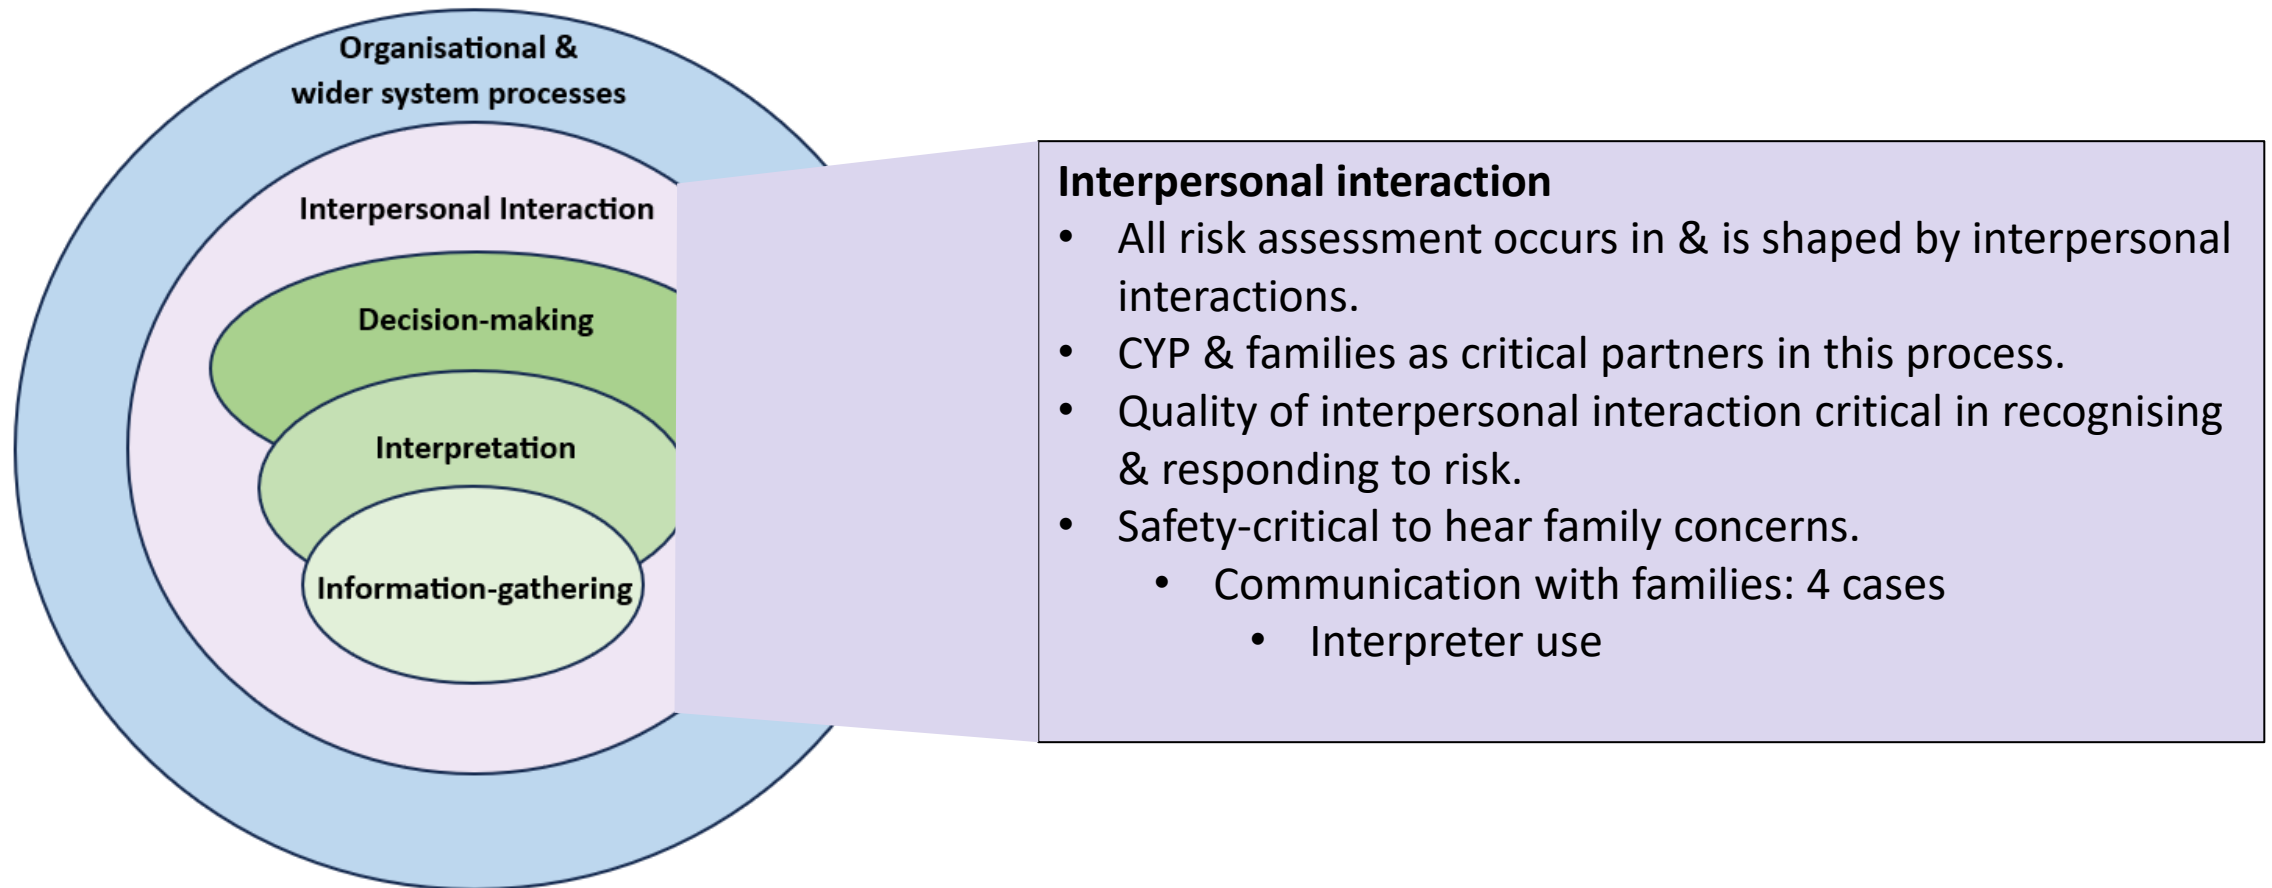 Organisational &
wider system processes
Interpersonal Interaction
Decision-making
Interpretation
Information-gathering
Interpersonal interaction
• All risk assessment occurs in & is shaped by interpersonal
interactions.
• CYP & families as critical partners in this process.
• Quality of interpersonal interaction critical in recognising
& responding to risk.
• Safety-critical to hear family concerns.
• Communication with families: 4 cases
• Interpreter use